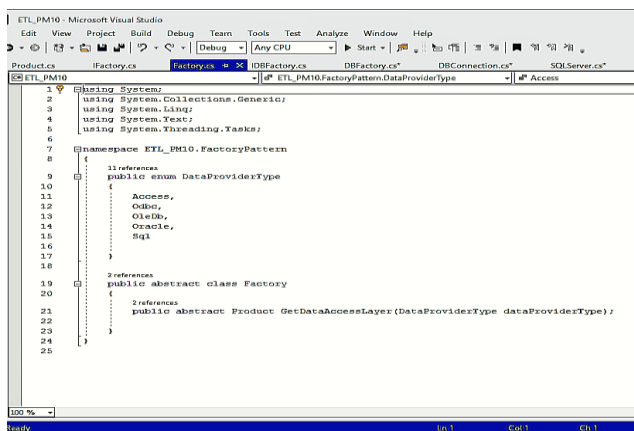 ETL_PM10 - Microsoft Visual Studio
Edit View Project Build Debug Team Tools Test Analyze Window Help
Debug Any CPU Start
Product.cs IFactory.cs Factory.cs IDBFactory.cs DBFactory.cs* DBConnection.cs* SQLServer.cs*
ETL_PM10 ETL_PM10.FactoryPattern.DataProviderType Access
1 using System;
2 using System.Collections.Generic;
3 using System.Linq;
4 using System.Text;
5 using System.Threading.Tasks;
6
7 namespace ETL_PM10.FactoryPattern
8 {
11 references
9 public enum DataProviderType
10 {
11 Access,
12 Odbc,
13 OleDb,
14 Oracle,
15 Sql
16
17 }
18
2 references
19 public abstract class Factory
20 {
2 references
21 public abstract Product GetDataAccessLayer(DataProviderType dataProviderType);
22
23 }
24 }
25
100 %
Ready Ln 1 Col 1 Ch 1